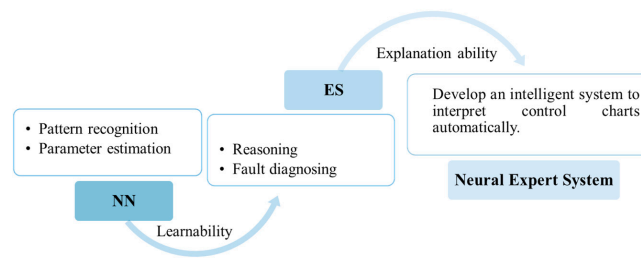 Explanation ability
ES
Develop an intelligent system to
interpret control charts
automatically.
• Pattern recognition
• Parameter estimation
• Reasoning
• Fault diagnosing
Neural Expert System
NN
Learnability